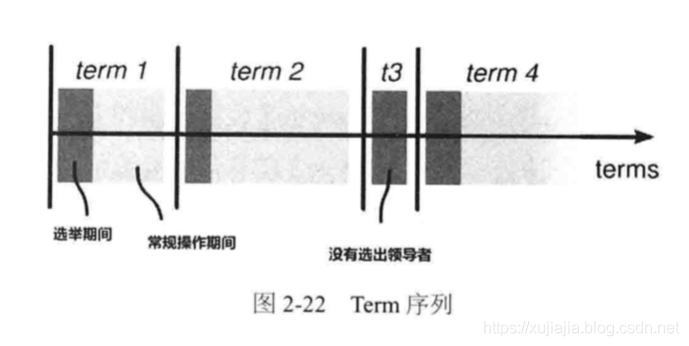 term 1 term 2 t3 term 4
terms
选举期间 常规操作期间 没有选出领导者
图 2-22 Term 序列
https://xujiajia.blog.csdn.net